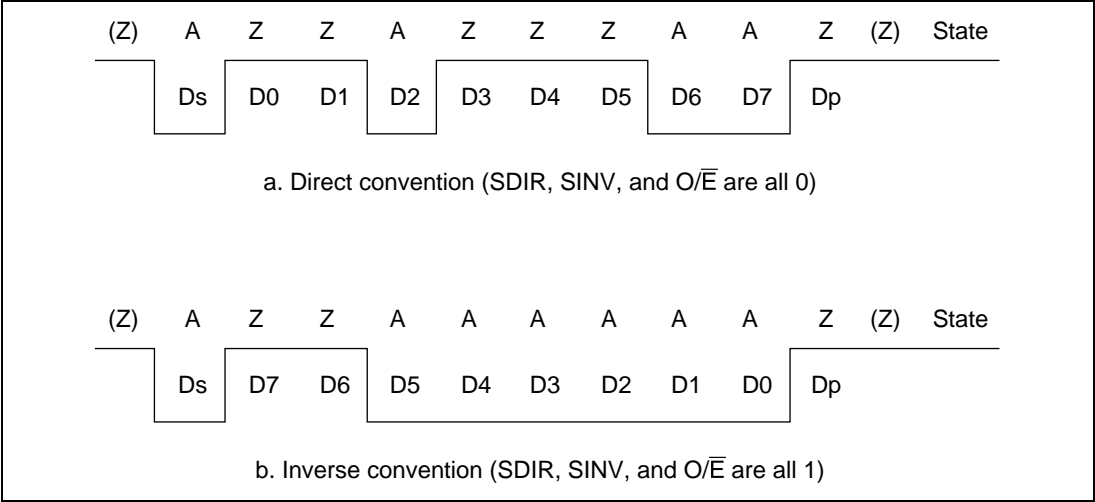 (Z) A Z Z A Z Z Z A A Z (Z) State
Ds D0 D1 D2 D3 D4 D5 D6 D7 Dp
a. Direct convention (SDIR, SINV, and O/E̅ are all 0)
(Z) A Z Z A A A A A A Z (Z) State
Ds D7 D6 D5 D4 D3 D2 D1 D0 Dp
b. Inverse convention (SDIR, SINV, and O/E̅ are all 1)